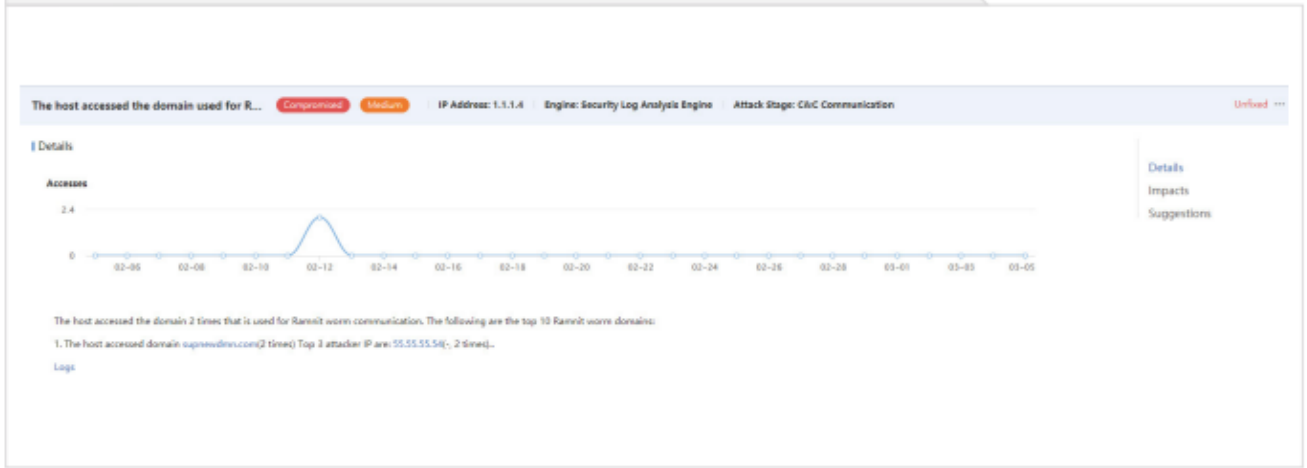 The host accessed the domain used for R... Compromised Medium IP Address: 1.1.1.4 Engine: Security Log Analysis Engine Attack Stage: C&C Communication Unfixed ···
Details
Accesses
2.4
0
02-06 02-08 02-10 02-12 02-14 02-16 02-18 02-20 02-22 02-24 02-26 02-28 03-01 03-03 03-05
The host accessed the domain 2 times that is used for Ramnit worm communication. The following are the top 10 Ramnit worm domains:
1. The host accessed domain supnewdmn.com(2 times) Top 3 attacker IP are: 55.55.55.54(-, 2 times)..
Logs
Details
Impacts
Suggestions